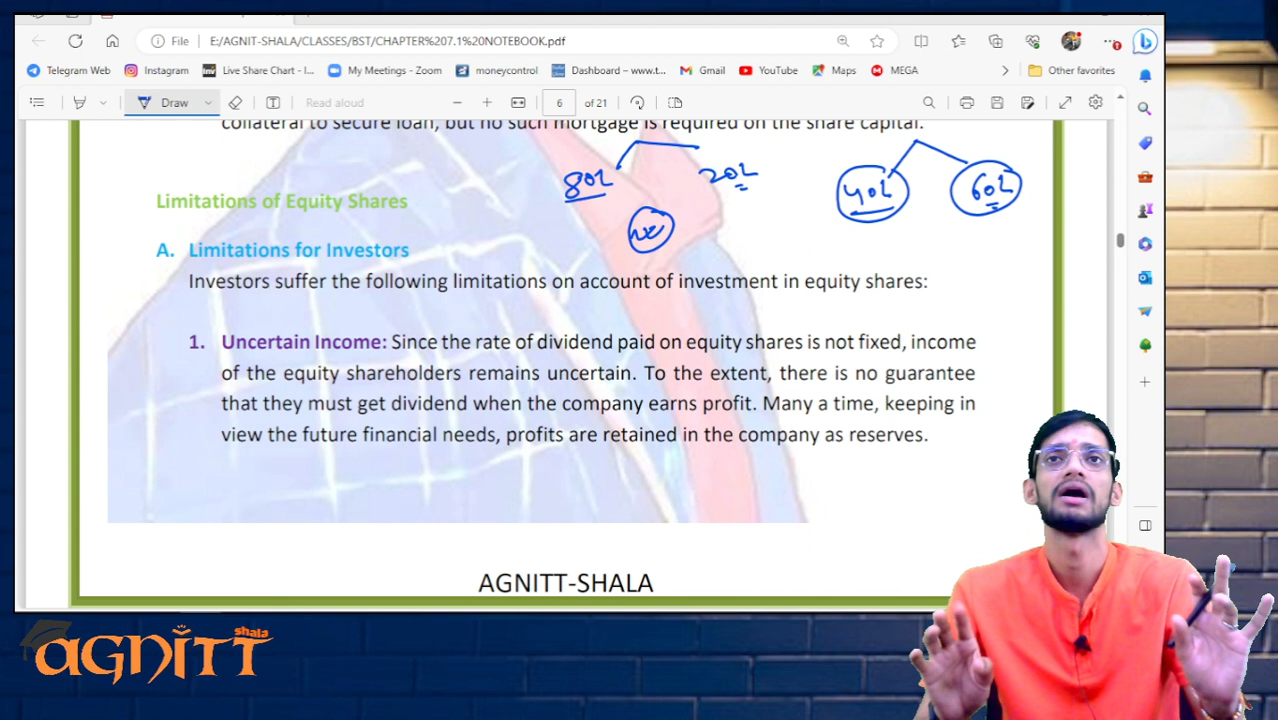 File E:/AGNIT-SHALA/CLASSES/BST/CHAPTER%207.1%20NOTEBOOK.pdf
Telegram Web Instagram Live Share Chart - I... My Meetings - Zoom moneycontrol Dashboard – www.t... Gmail YouTube Maps MEGA Other favorites
Draw Read aloud 6 of 21
collateral to secure loan, but no such mortgage is required on the share capital.
80L 20L 40L 60L
Limitations of Equity Shares
A. Limitations for Investors
Investors suffer the following limitations on account of investment in equity shares:
1. Uncertain Income: Since the rate of dividend paid on equity shares is not fixed, income
of the equity shareholders remains uncertain. To the extent, there is no guarantee
that they must get dividend when the company earns profit. Many a time, keeping in
view the future financial needs, profits are retained in the company as reserves.
AGNITT-SHALA
AGNITT shala